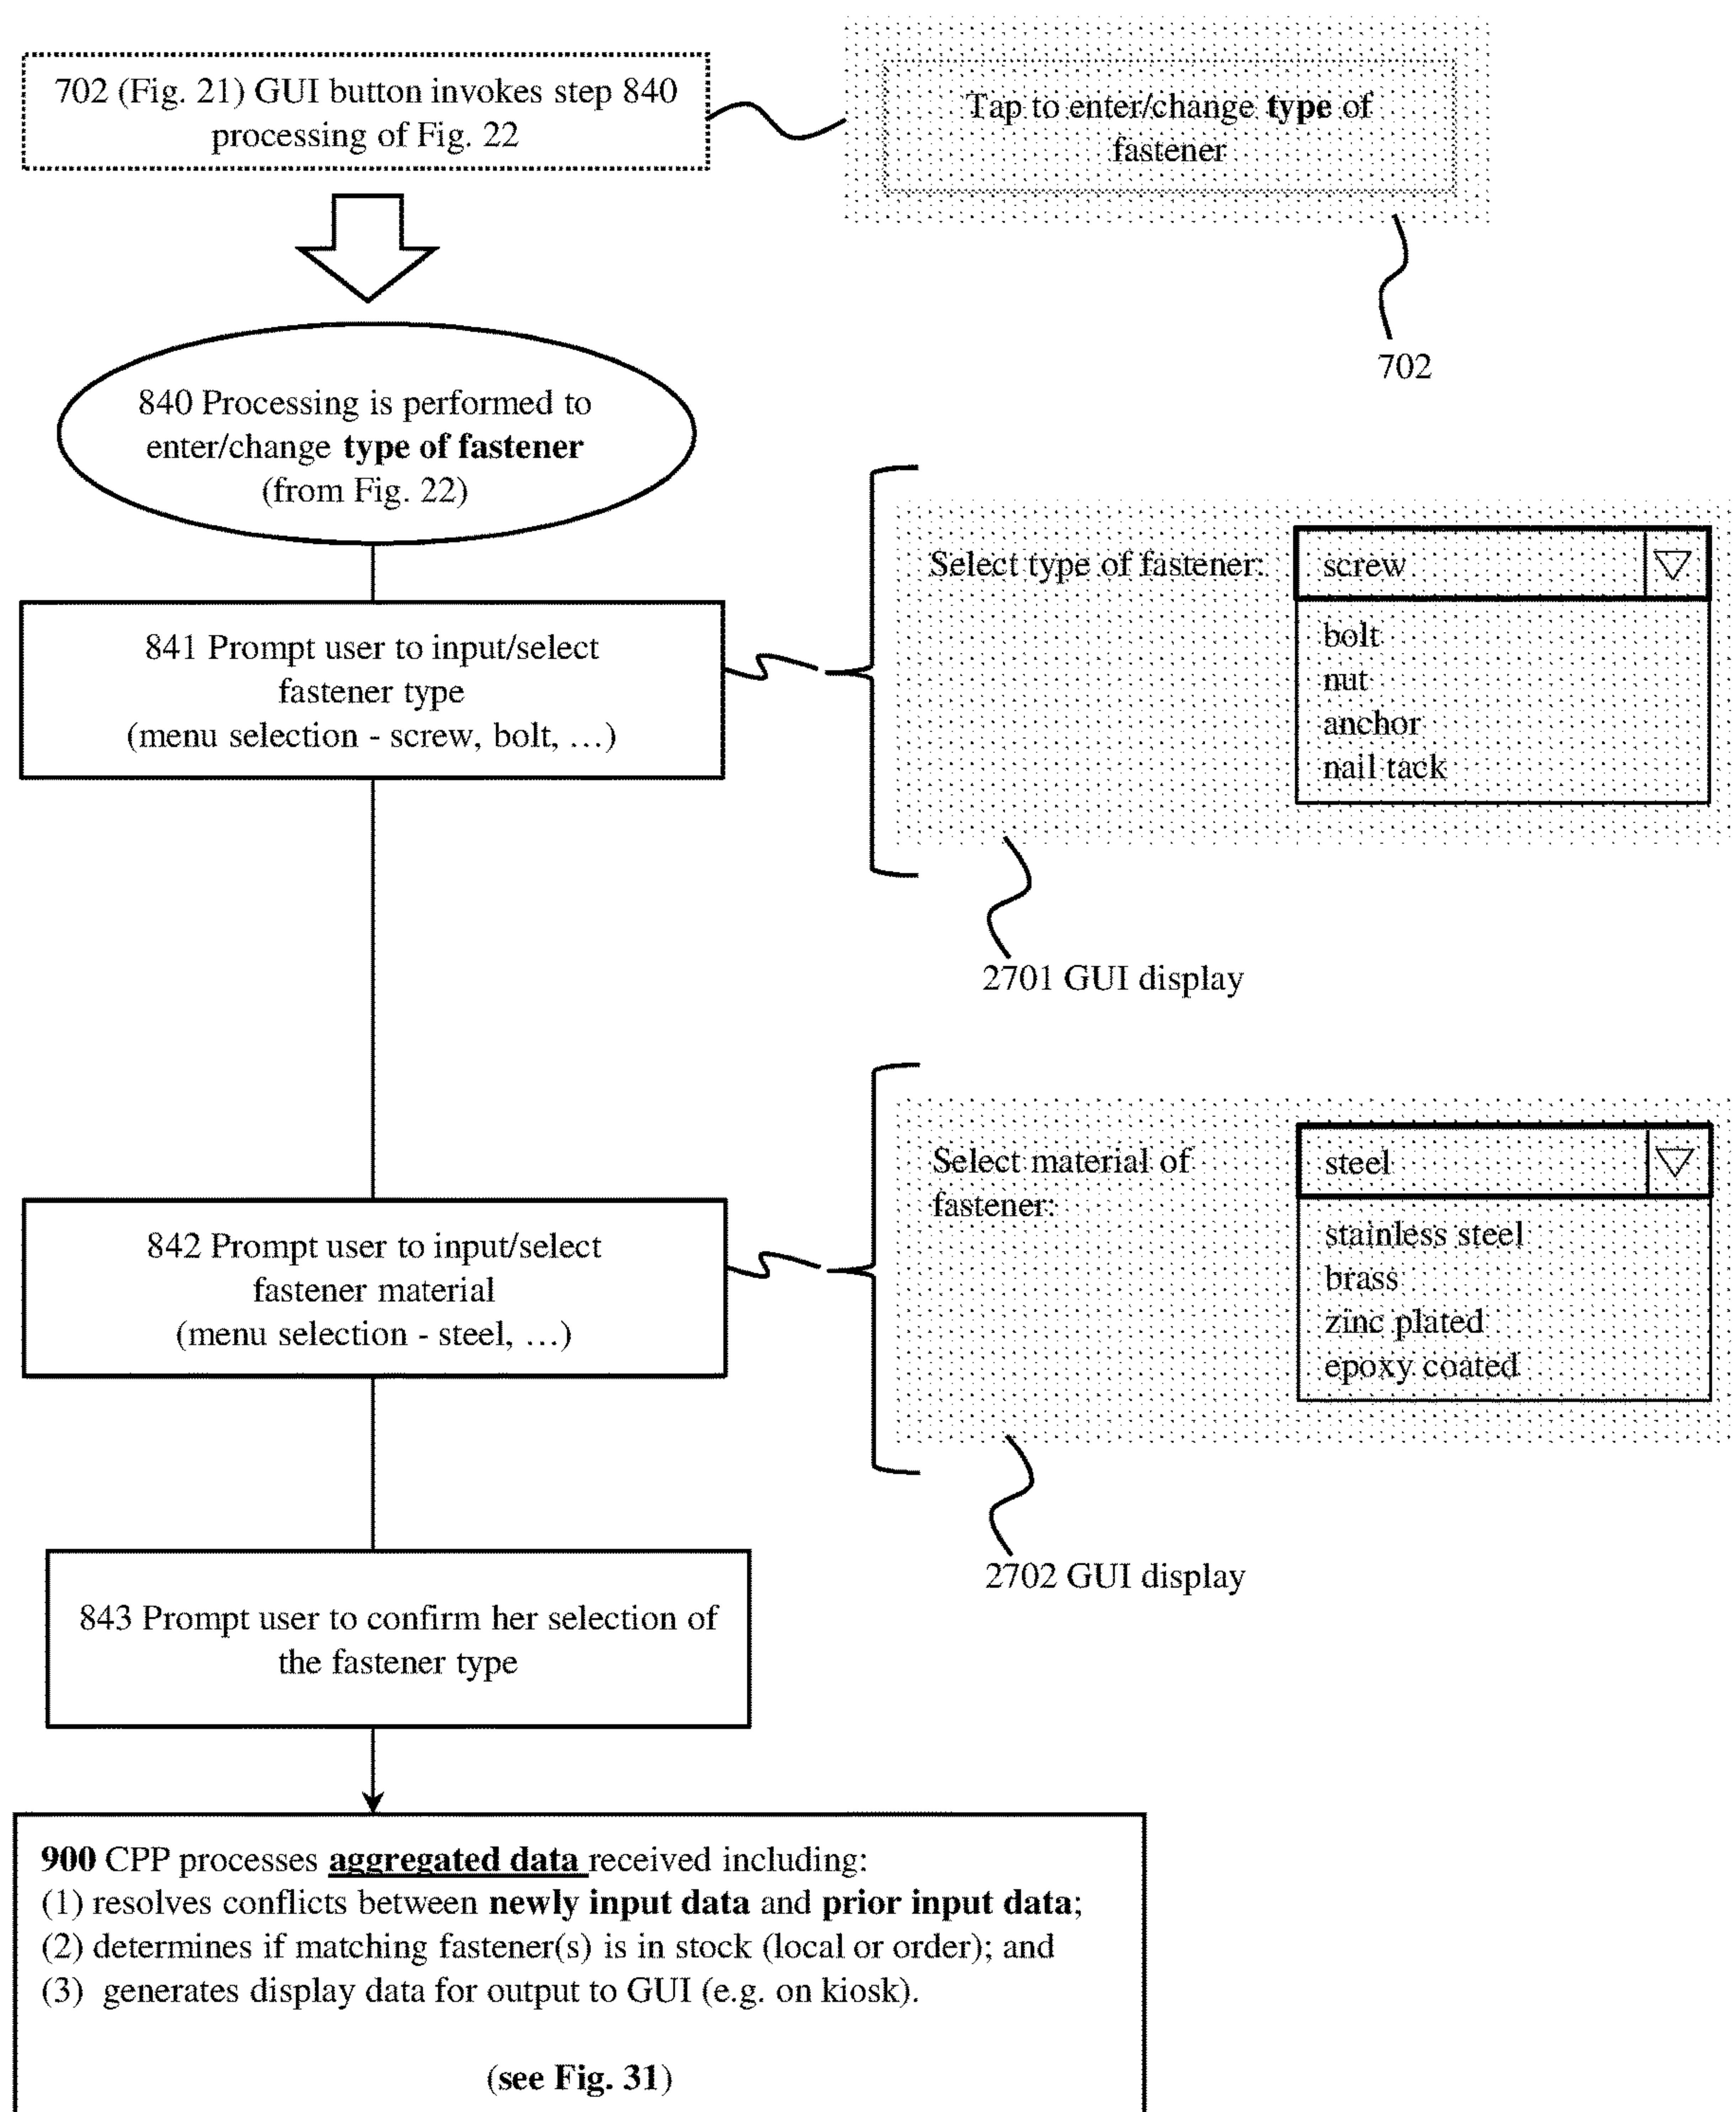 702 (Fig. 21) GUI button invokes step 840
processing of Fig. 22
Tap to enter/change type of
fastener
702
840 Processing is performed to
enter/change type of fastener
(from Fig. 22)
841 Prompt user to input/select
fastener type
(menu selection - screw, bolt, …)
Select type of fastener:
screw
bolt
nut
anchor
nail tack
2701 GUI display
842 Prompt user to input/select
fastener material
(menu selection - steel, …)
Select material of
fastener:
steel
stainless steel
brass
zinc plated
epoxy coated
2702 GUI display
843 Prompt user to confirm her selection of
the fastener type
900 CPP processes aggregated data received including:
(1) resolves conflicts between newly input data and prior input data;
(2) determines if matching fastener(s) is in stock (local or order); and
(3) generates display data for output to GUI (e.g. on kiosk).
(see Fig. 31)